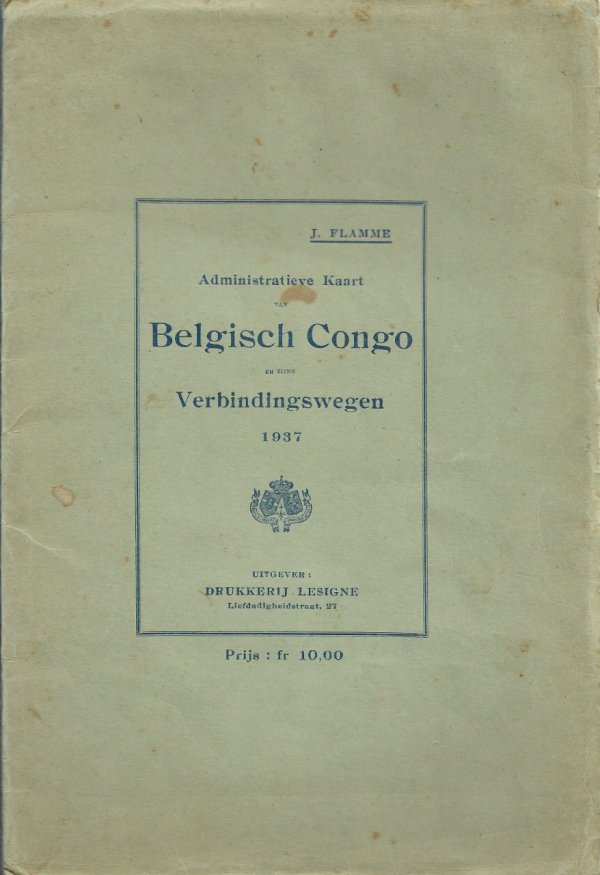 J. FLAMME
Administratieve Kaart
VAN
Belgisch Congo
EN ZIJNE
Verbindingswegen
1937
UITGEVER :
DRUKKERIJ LESIGNE
Liefdadigheidstraat, 27
Prijs : fr 10,00